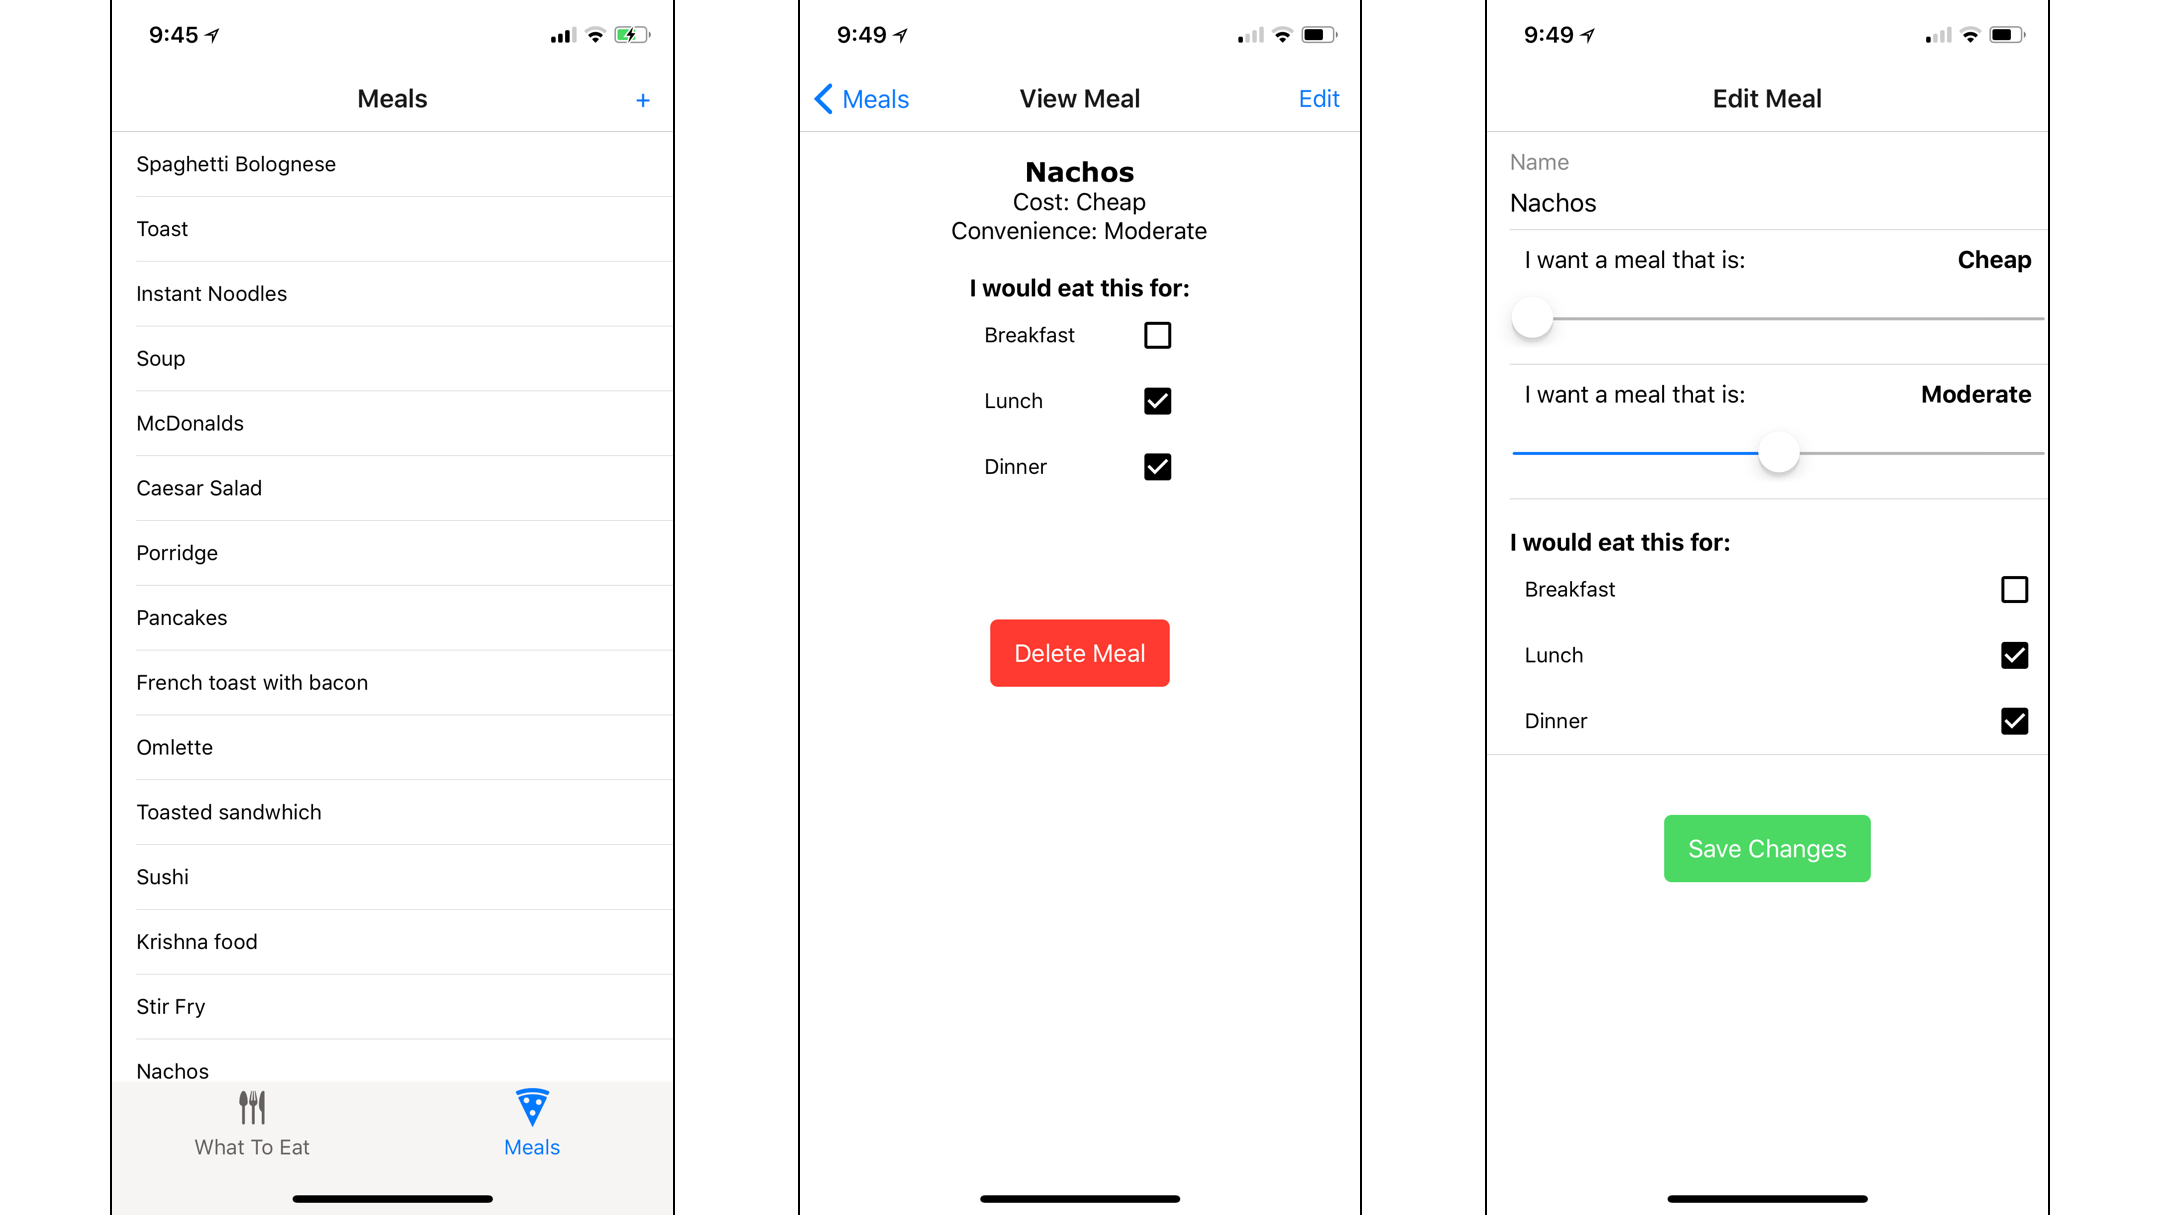 9:45
Meals
+
Spaghetti Bolognese
Toast
Instant Noodles
Soup
McDonalds
Caesar Salad
Porridge
Pancakes
French toast with bacon
Omlette
Toasted sandwhich
Sushi
Krishna food
Stir Fry
Nachos
What To Eat
Meals
9:49
Meals
View Meal
Edit
Nachos
Cost: Cheap
Convenience: Moderate
I would eat this for:
Breakfast
Lunch
Dinner
Delete Meal
9:49
Edit Meal
Name
Nachos
I want a meal that is: Cheap
I want a meal that is: Moderate
I would eat this for:
Breakfast
Lunch
Dinner
Save Changes